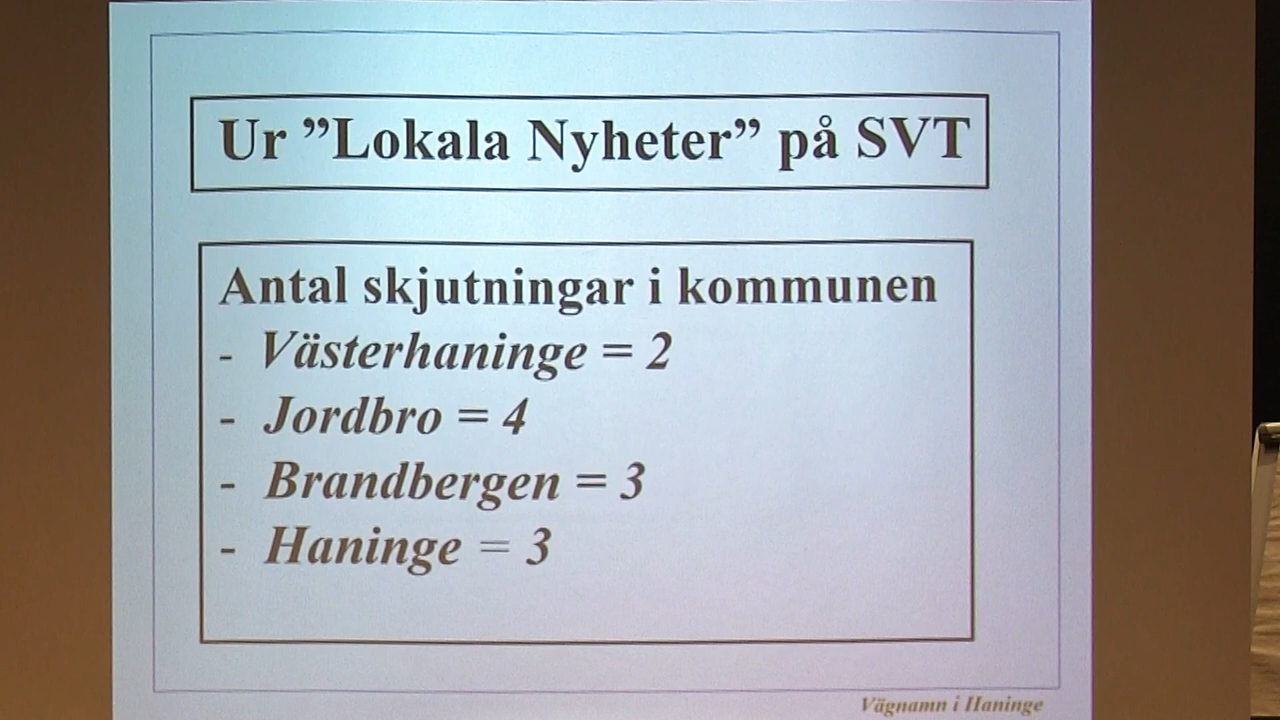 Ur ”Lokala Nyheter” på SVT
Antal skjutningar i kommunen
- Västerhaninge = 2
- Jordbro = 4
- Brandbergen = 3
- Haninge = 3
Vägnamn i Haninge